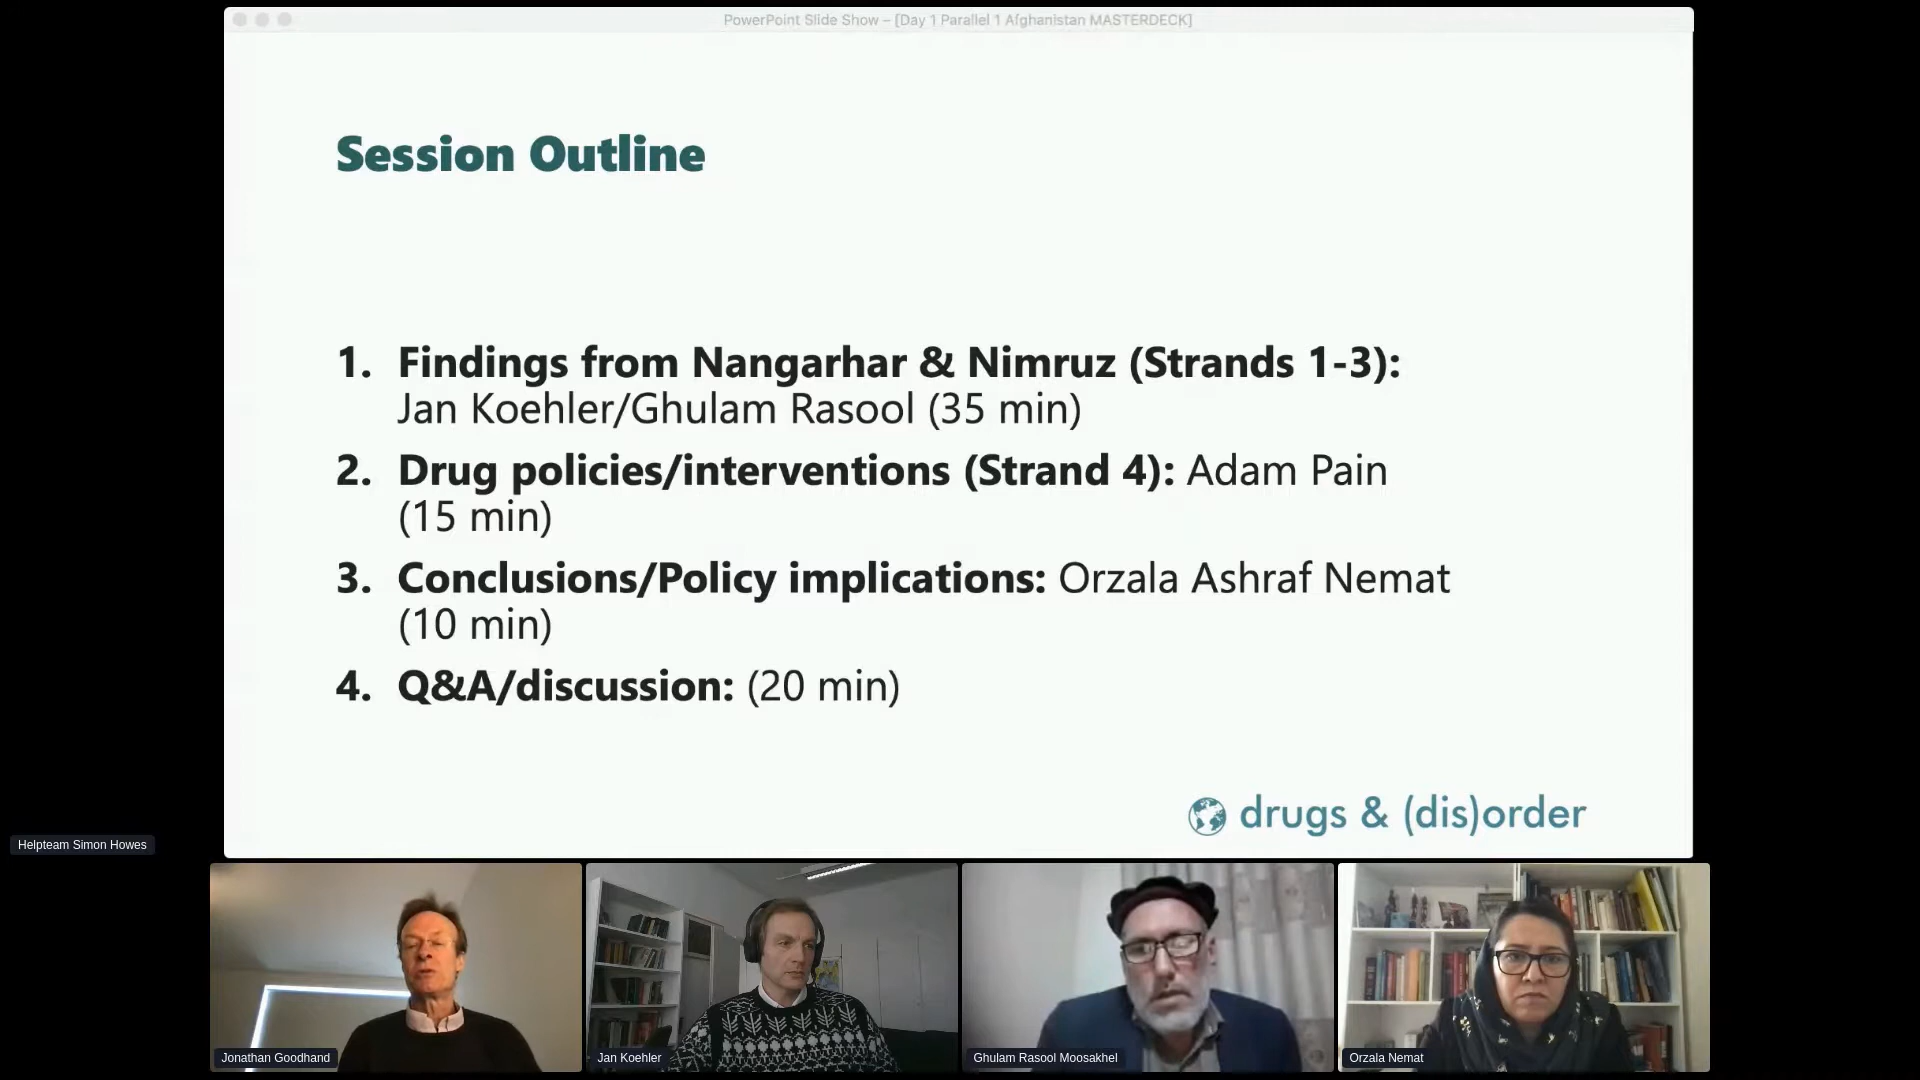 PowerPoint Slide Show – [Day 1 Parallel 1 Afghanistan MASTERDECK]
Session Outline
1. Findings from Nangarhar & Nimruz (Strands 1-3):
Jan Koehler/Ghulam Rasool (35 min)
2. Drug policies/interventions (Strand 4): Adam Pain
(15 min)
3. Conclusions/Policy implications: Orzala Ashraf Nemat
(10 min)
4. Q&A/discussion: (20 min)
drugs & (dis)order
Helpteam Simon Howes
Jonathan Goodhand
Jan Koehler
Ghulam Rasool Moosakhel
Orzala Nemat